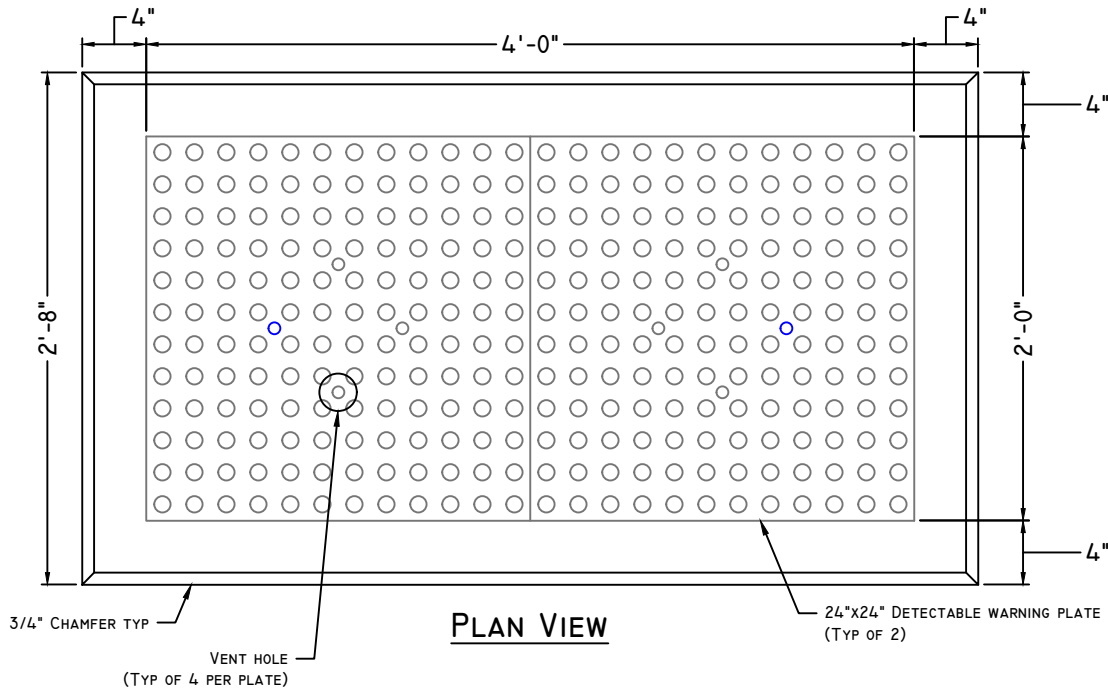 4"
4'-0"
4"
2'-8"
4"
2'-0"
4"
3/4" CHAMFER TYP
PLAN VIEW
24"X24" DETECTABLE WARNING PLATE
(TYP OF 2)
VENT HOLE
(TYP OF 4 PER PLATE)